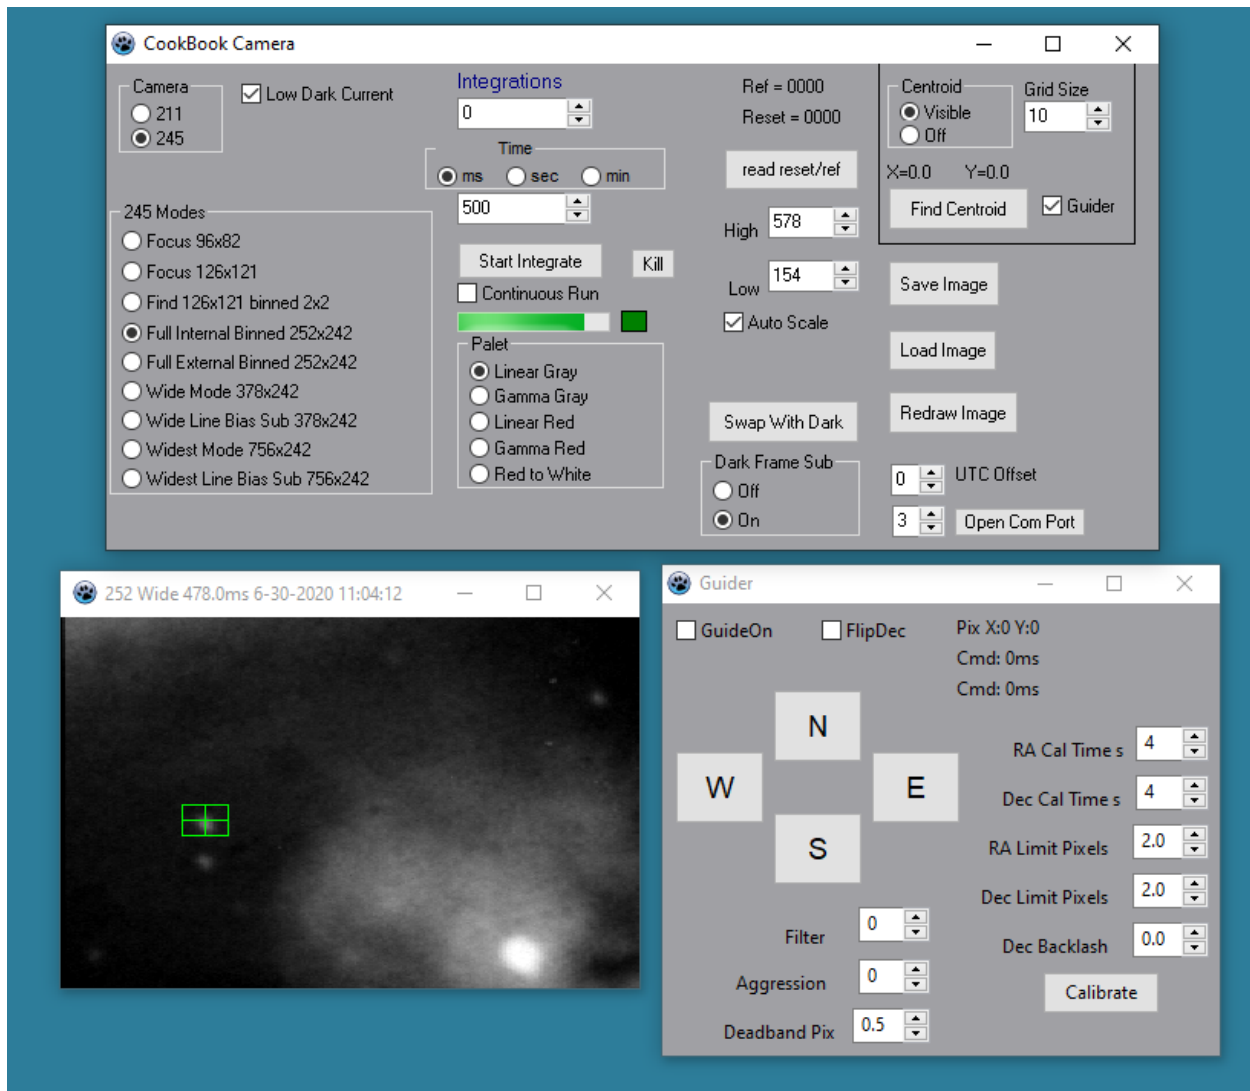 CookBook Camera
Camera
211
245
Low Dark Current
Integrations
0
Time
ms sec min
500
Start Integrate
Kill
Continuous Run
245 Modes
Focus 96x82
Focus 126x121
Find 126x121 binned 2x2
Full Internal Binned 252x242
Full External Binned 252x242
Wide Mode 378x242
Wide Line Bias Sub 378x242
Widest Mode 756x242
Widest Line Bias Sub 756x242
Palet
Linear Gray
Gamma Gray
Linear Red
Gamma Red
Red to White
Ref = 0000
Reset = 0000
read reset/ref
High 578
Low 154
Auto Scale
Swap With Dark
Dark Frame Sub
Off
On
Centroid
Visible
Off
Grid Size
10
X=0.0 Y=0.0
Find Centroid
Guider
Save Image
Load Image
Redraw Image
0 UTC Offset
3 Open Com Port
252 Wide 478.0ms 6-30-2020 11:04:12
Guider
GuideOn
FlipDec
Pix X:0 Y:0
Cmd: 0ms
Cmd: 0ms
N
W
E
S
RA Cal Time s 4
Dec Cal Time s 4
RA Limit Pixels 2.0
Dec Limit Pixels 2.0
Dec Backlash 0.0
Filter 0
Aggression 0
Deadband Pix 0.5
Calibrate